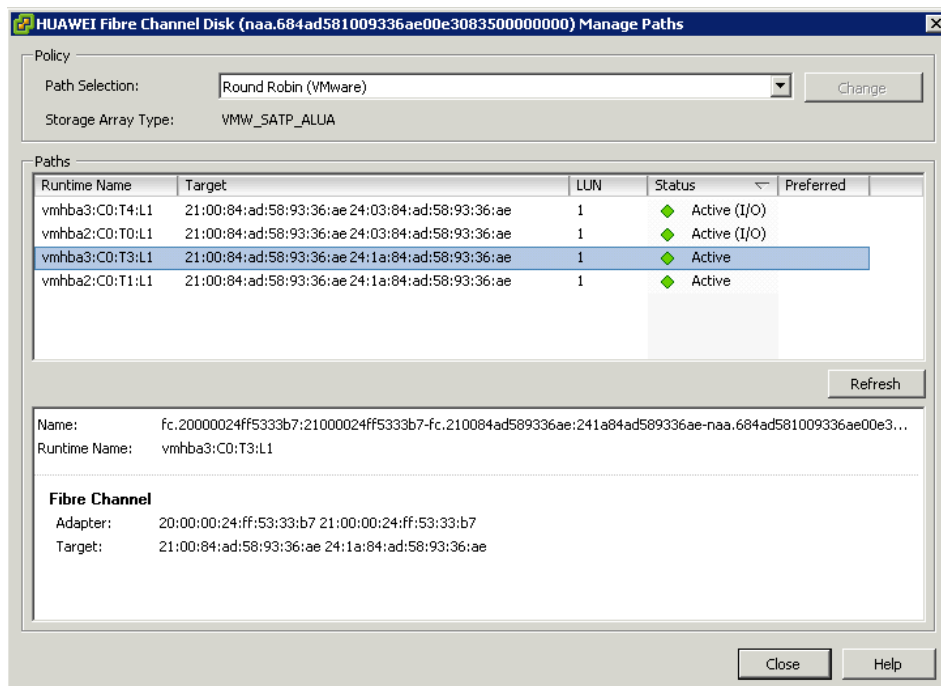 HUAWEI Fibre Channel Disk (naa.684ad581009336ae00e3083500000000) Manage Paths
Policy
Path Selection: Round Robin (VMware) Change
Storage Array Type: VMW_SATP_ALUA
Paths
Runtime Name Target LUN Status Preferred
vmhba3:C0:T4:L1 21:00:84:ad:58:93:36:ae 24:03:84:ad:58:93:36:ae 1 Active (I/O)
vmhba2:C0:T0:L1 21:00:84:ad:58:93:36:ae 24:03:84:ad:58:93:36:ae 1 Active (I/O)
vmhba3:C0:T3:L1 21:00:84:ad:58:93:36:ae 24:1a:84:ad:58:93:36:ae 1 Active
vmhba2:C0:T1:L1 21:00:84:ad:58:93:36:ae 24:1a:84:ad:58:93:36:ae 1 Active
Refresh
Name: fc.20000024ff5333b7:21000024ff5333b7-fc.210084ad589336ae:241a84ad589336ae-naa.684ad581009336ae00e3...
Runtime Name: vmhba3:C0:T3:L1
Fibre Channel
Adapter: 20:00:00:24:ff:53:33:b7 21:00:00:24:ff:53:33:b7
Target: 21:00:84:ad:58:93:36:ae 24:1a:84:ad:58:93:36:ae
Close Help